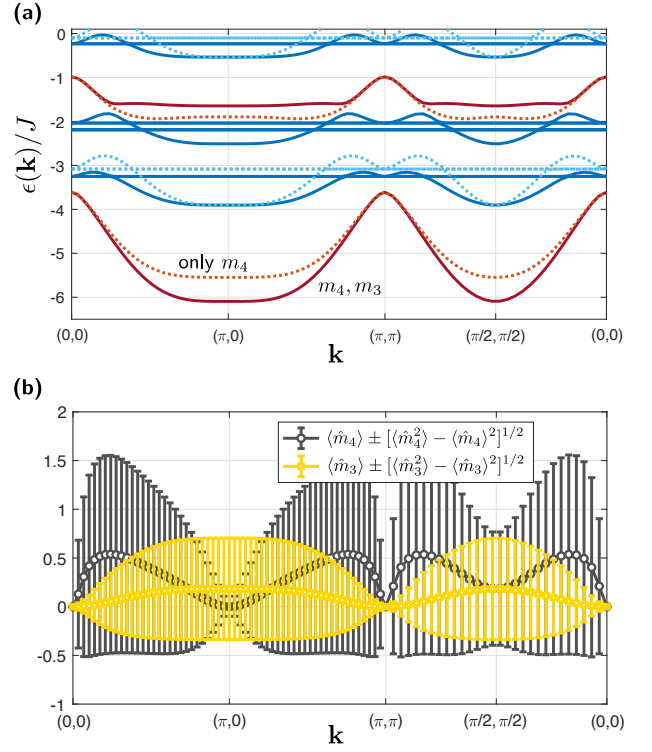 (a)
0
-1
-2
-3
-4
-5
-6
ϵ(k)/J
only m₄
m₄, m₃
(0,0) (π,0) (π,π) (π/2,π/2) (0,0)
k
(b)
2
1.5
1
0.5
0
-0.5
-1
⟨m̂₄⟩ ± [⟨m̂₄²⟩ − ⟨m̂₄⟩²]^{1/2}
⟨m̂₃⟩ ± [⟨m̂₃²⟩ − ⟨m̂₃⟩²]^{1/2}
(0,0) (π,0) (π,π) (π/2,π/2) (0,0)
k